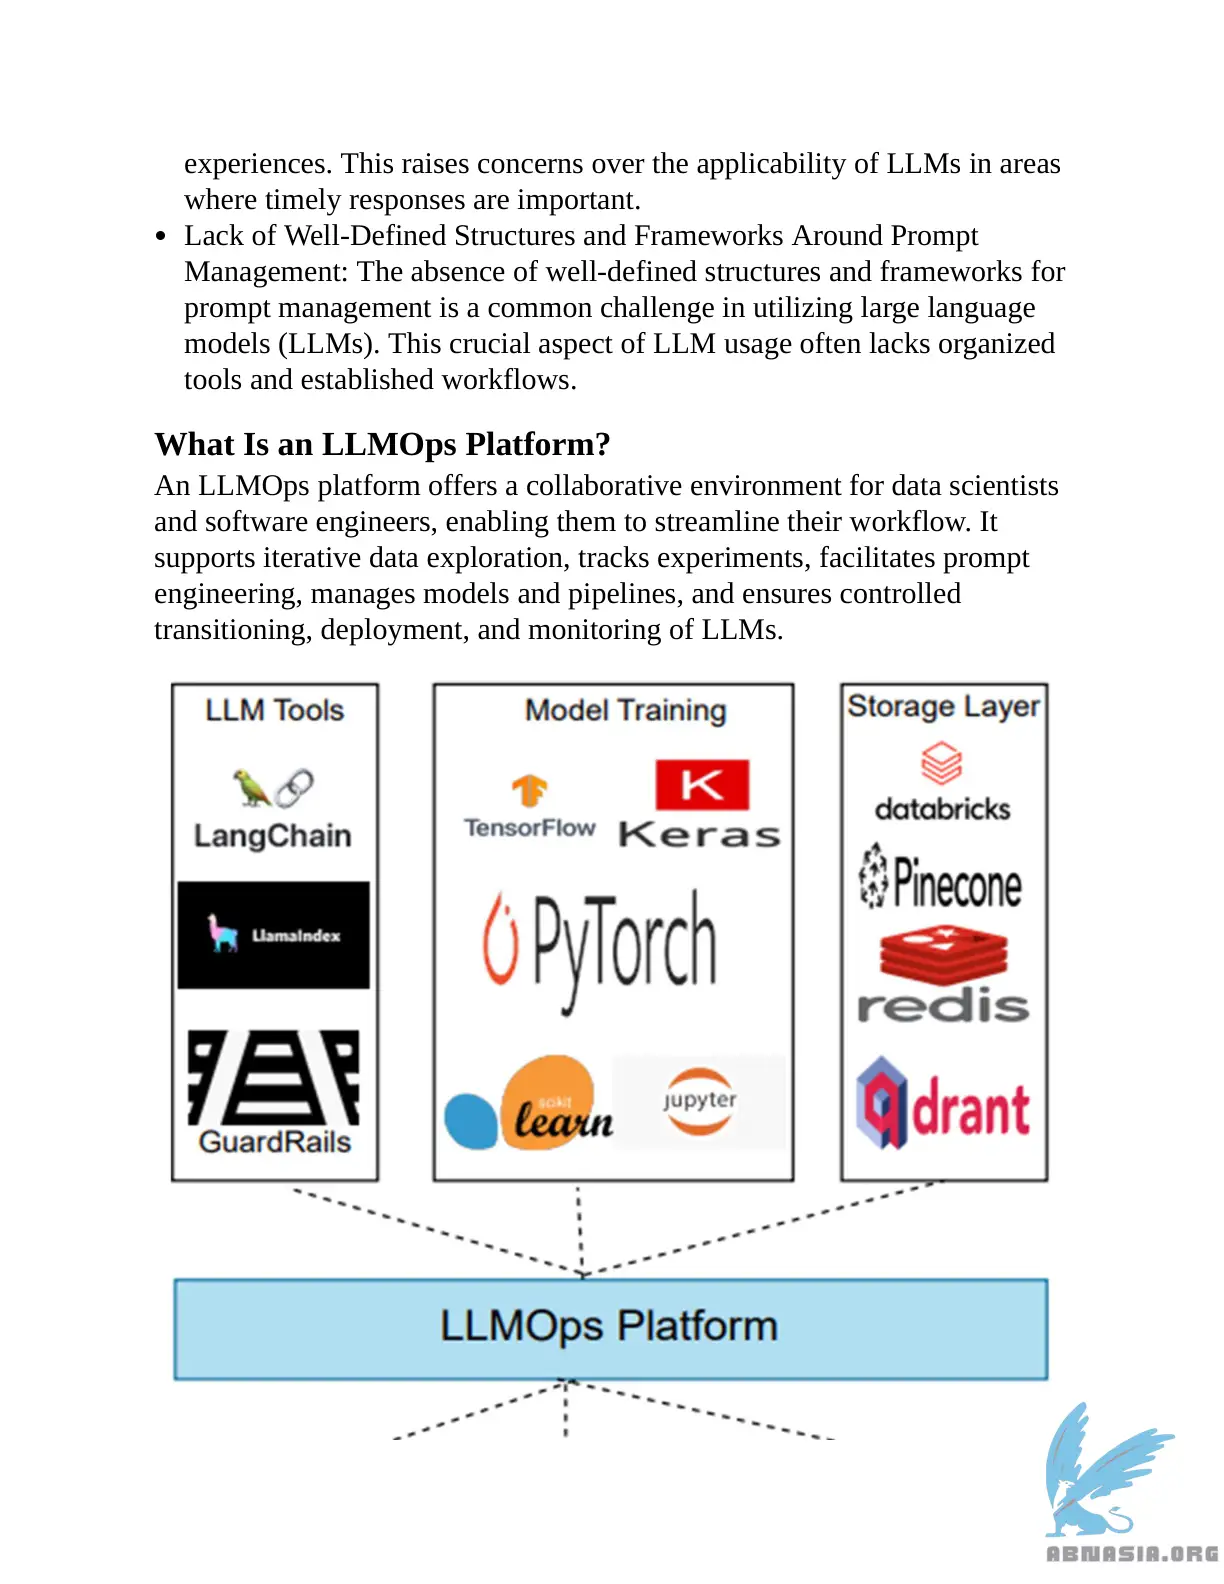 experiences. This raises concerns over the applicability of LLMs in areas
where timely responses are important.
• Lack of Well-Defined Structures and Frameworks Around Prompt
Management: The absence of well-defined structures and frameworks for
prompt management is a common challenge in utilizing large language
models (LLMs). This crucial aspect of LLM usage often lacks organized
tools and established workflows.
What Is an LLMOps Platform?
An LLMOps platform offers a collaborative environment for data scientists
and software engineers, enabling them to streamline their workflow. It
supports iterative data exploration, tracks experiments, facilitates prompt
engineering, manages models and pipelines, and ensures controlled
transitioning, deployment, and monitoring of LLMs.
LLM Tools
LangChain
LlamaIndex
GuardRails
Model Training
TensorFlow
K
Keras
PyTorch
scikit
learn
jupyter
Storage Layer
databricks
Pinecone
redis
qdrant
LLMOps Platform
ABNASIA.ORG